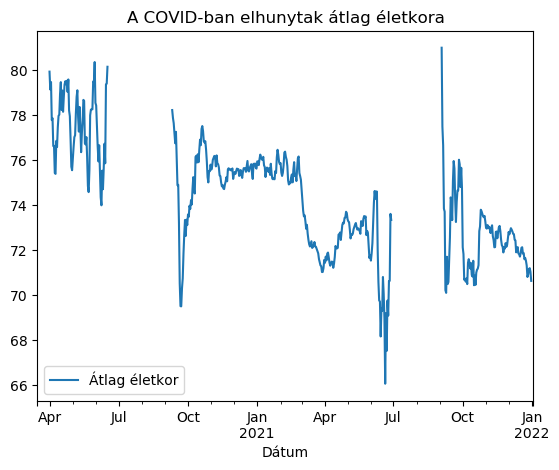 A COVID-ban elhunytak átlag életkora
80
78
76
74
72
70
68
66
Átlag életkor
Apr Jul Oct Jan Apr Jul Oct Jan
2021 2022
Dátum